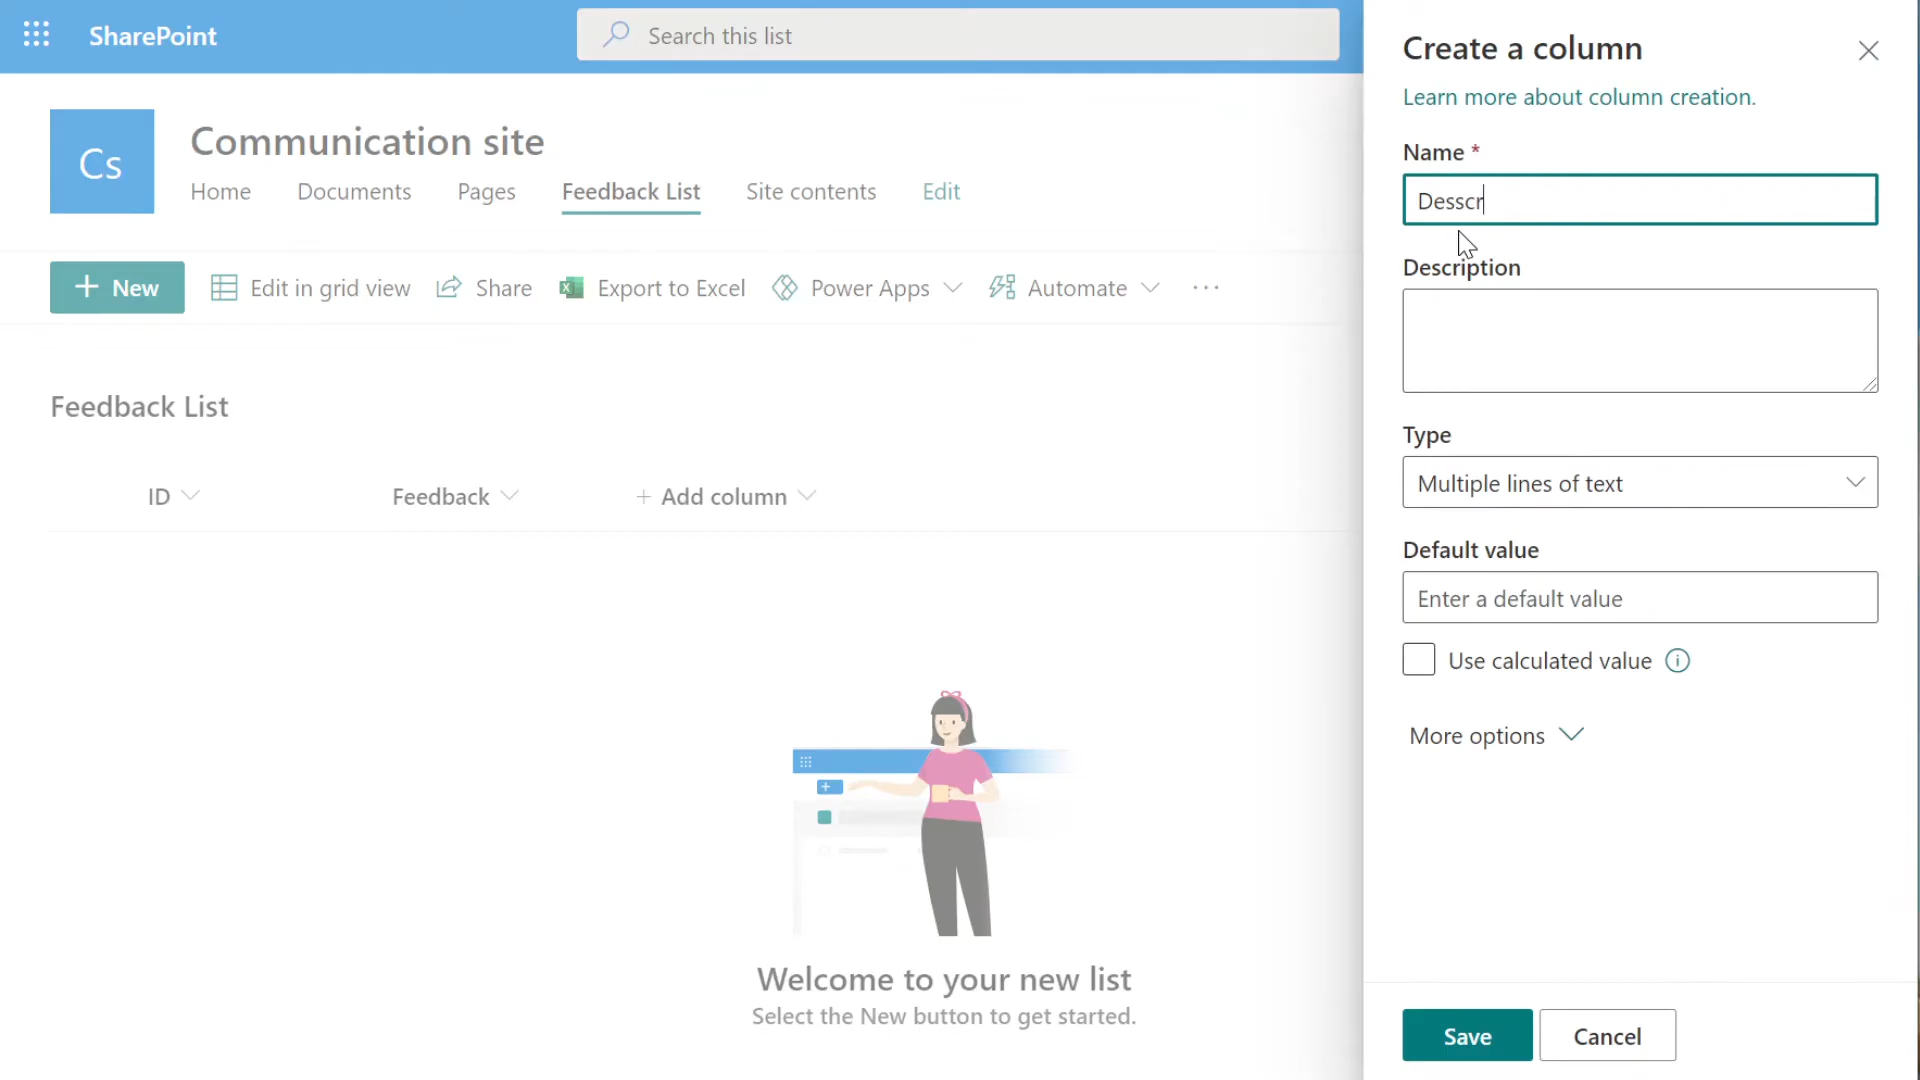 SharePoint
Search this list
Cs
Communication site
Home Documents Pages Feedback List Site contents Edit
+ New Edit in grid view Share Export to Excel Power Apps Automate ...
Feedback List
ID Feedback + Add column
Welcome to your new list
Select the New button to get started.
Create a column
Learn more about column creation.
Name *
Desscr
Description
Type
Multiple lines of text
Default value
Enter a default value
Use calculated value
More options
Save Cancel